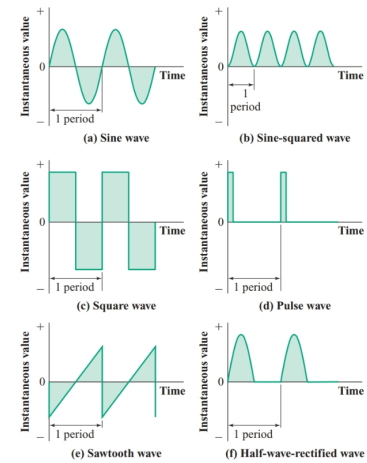 Instantaneous value
+
0
−
Time
1 period
(a) Sine wave
Instantaneous value
+
0
−
Time
1
period
(b) Sine-squared wave
Instantaneous value
+
0
−
Time
1 period
(c) Square wave
Instantaneous value
+
0
−
Time
1 period
(d) Pulse wave
Instantaneous value
+
0
−
Time
1 period
(e) Sawtooth wave
Instantaneous value
+
0
−
Time
1 period
(f) Half-wave-rectified wave